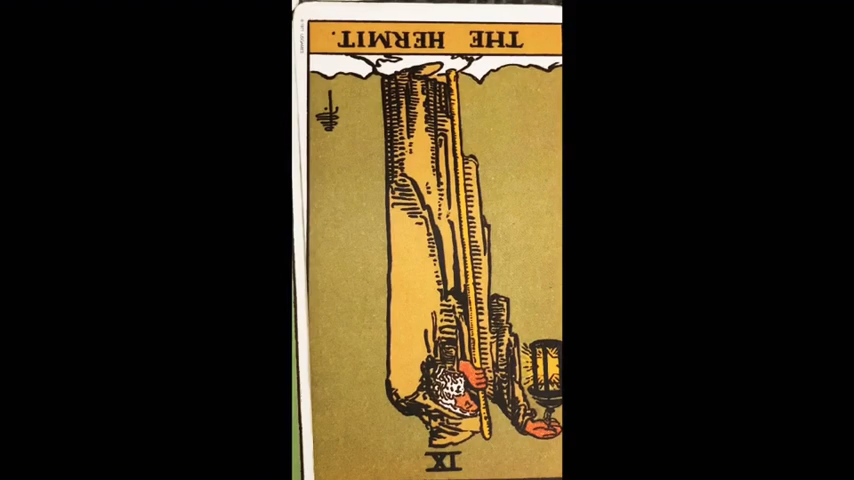 THE HERMIT.
IX